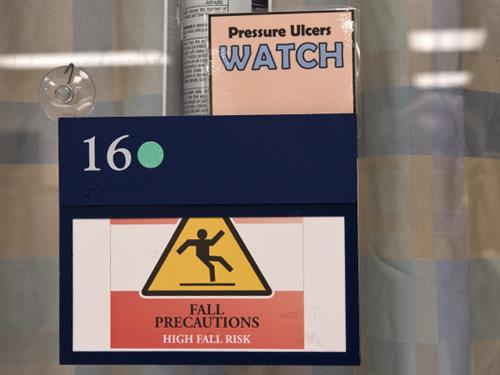 Pressure Ulcers
WATCH
16
FALL
PRECAUTIONS
HIGH FALL RISK